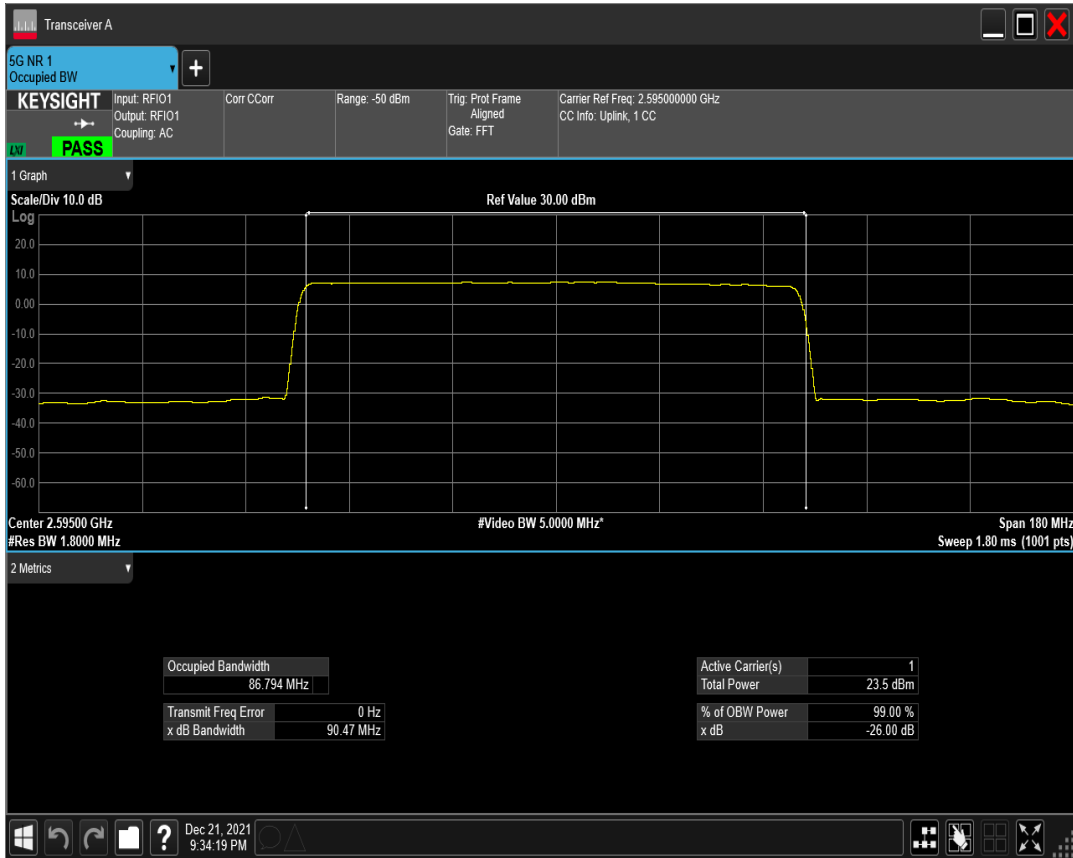 Transceiver A
5G NR 1
Occupied BW
KEYSIGHT
LXI
PASS
Input: RFIO1
Output: RFIO1
Coupling: AC
Corr CCorr
Range: -50 dBm
Trig: Prot Frame
Aligned
Gate: FFT
Carrier Ref Freq: 2.595000000 GHz
CC Info: Uplink, 1 CC
1 Graph
Scale/Div 10.0 dB
Ref Value 30.00 dBm
Log
20.0
10.0
0.00
-10.0
-20.0
-30.0
-40.0
-50.0
-60.0
Center 2.59500 GHz
#Video BW 5.0000 MHz*
Span 180 MHz
#Res BW 1.8000 MHz
Sweep 1.80 ms (1001 pts)
2 Metrics
Occupied Bandwidth
86.794 MHz
Transmit Freq Error 0 Hz
x dB Bandwidth 90.47 MHz
Active Carrier(s) 1
Total Power 23.5 dBm
% of OBW Power 99.00 %
x dB -26.00 dB
?
Dec 21, 2021
9:34:19 PM